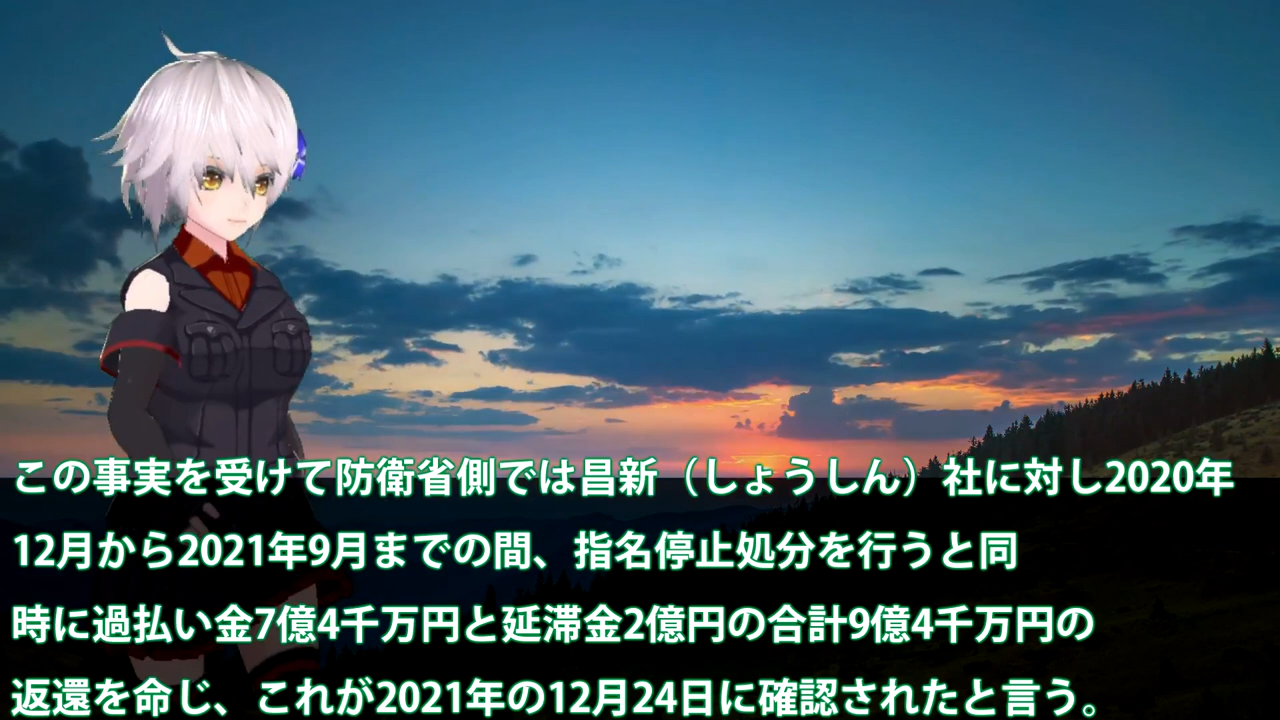 この事実を受けて防衛省側では昌新（しょうしん）社に対し2020年
12月から2021年9月までの間、指名停止処分を行うと同
時に過払い金7億4千万円と延滞金2億円の合計9億4千万円の
返還を命じ、これが2021年の12月24日に確認されたと言う。